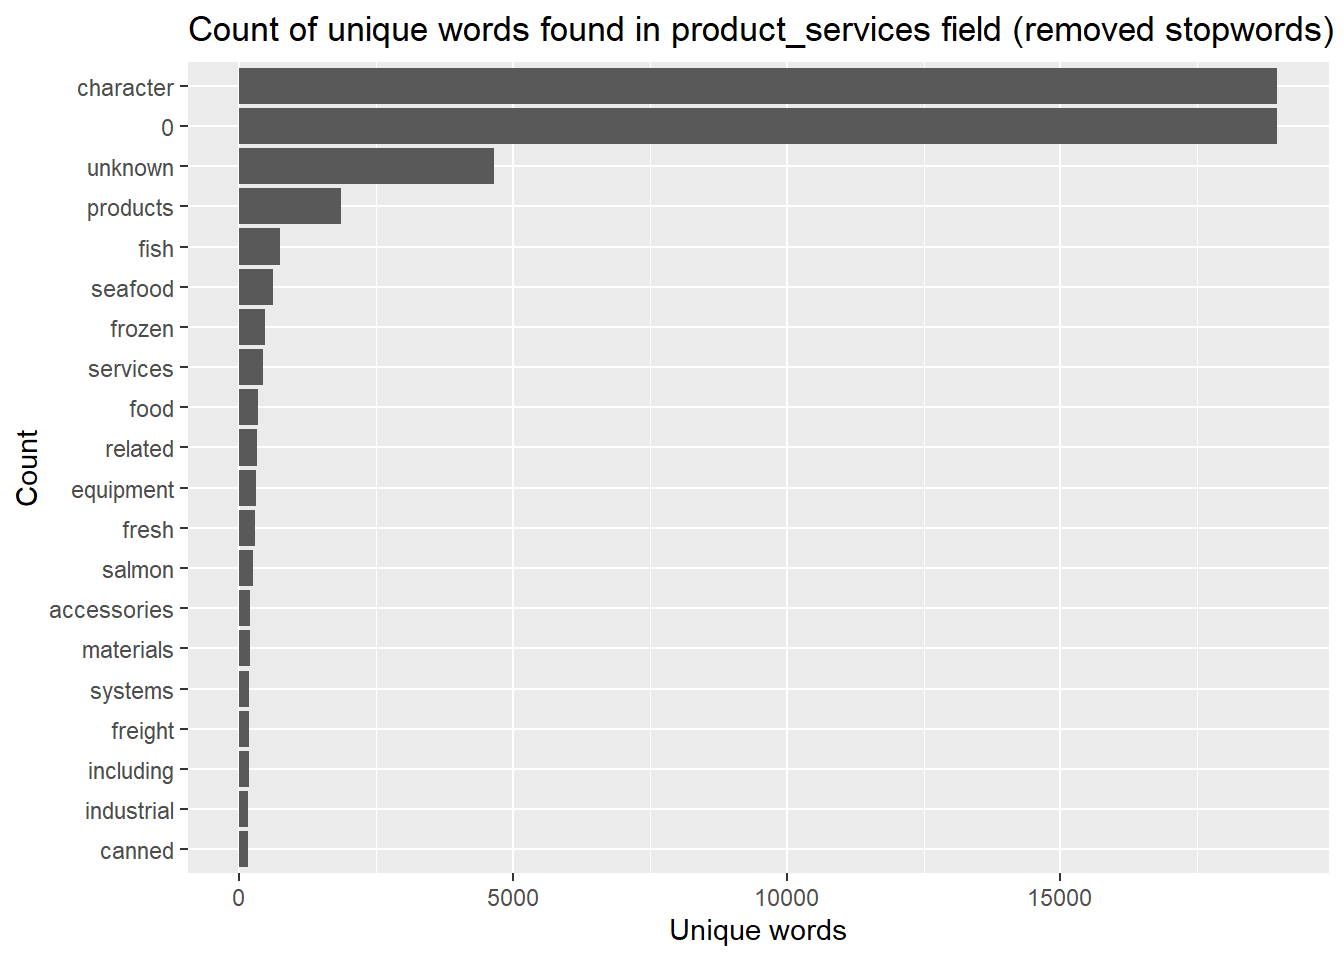 Count of unique words found in product_services field (removed stopwords)
character
0
unknown
products
fish
seafood
frozen
services
food
related
equipment
fresh
salmon
accessories
materials
systems
freight
including
industrial
canned
Count
0 5000 10000 15000
Unique words